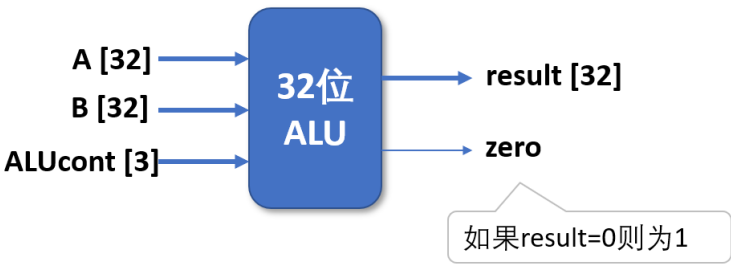 A [32]
B [32]
ALUcont [3]
32位
ALU
result [32]
zero
如果result=0则为1